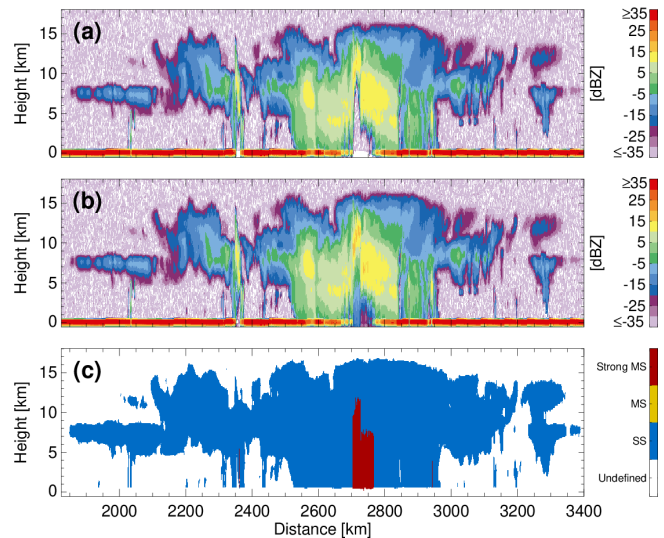 (a)
Height [km]
15
10
5
0
≥35
25
15
5
-5
-15
-25
≤-35
[dBZ]
(b)
Height [km]
15
10
5
0
≥35
25
15
5
-5
-15
-25
≤-35
[dBZ]
(c)
Height [km]
15
10
5
0
Strong MS
MS
SS
Undefined
2000 2200 2400 2600 2800 3000 3200 3400
Distance [km]